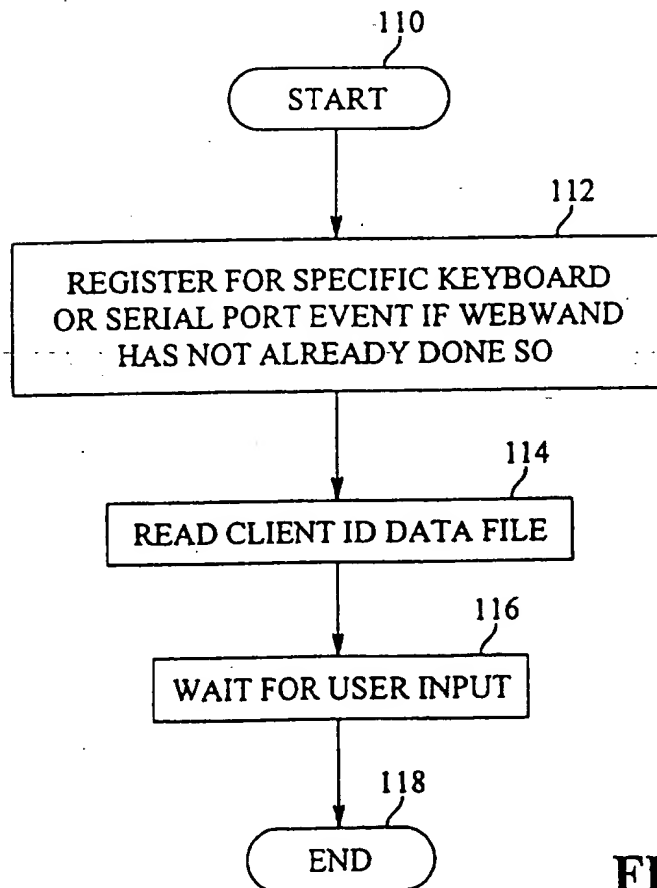 110
START
112
REGISTER FOR SPECIFIC KEYBOARD
OR SERIAL PORT EVENT IF WEBWAND
HAS NOT ALREADY DONE SO
114
READ CLIENT ID DATA FILE
116
WAIT FOR USER INPUT
118
END